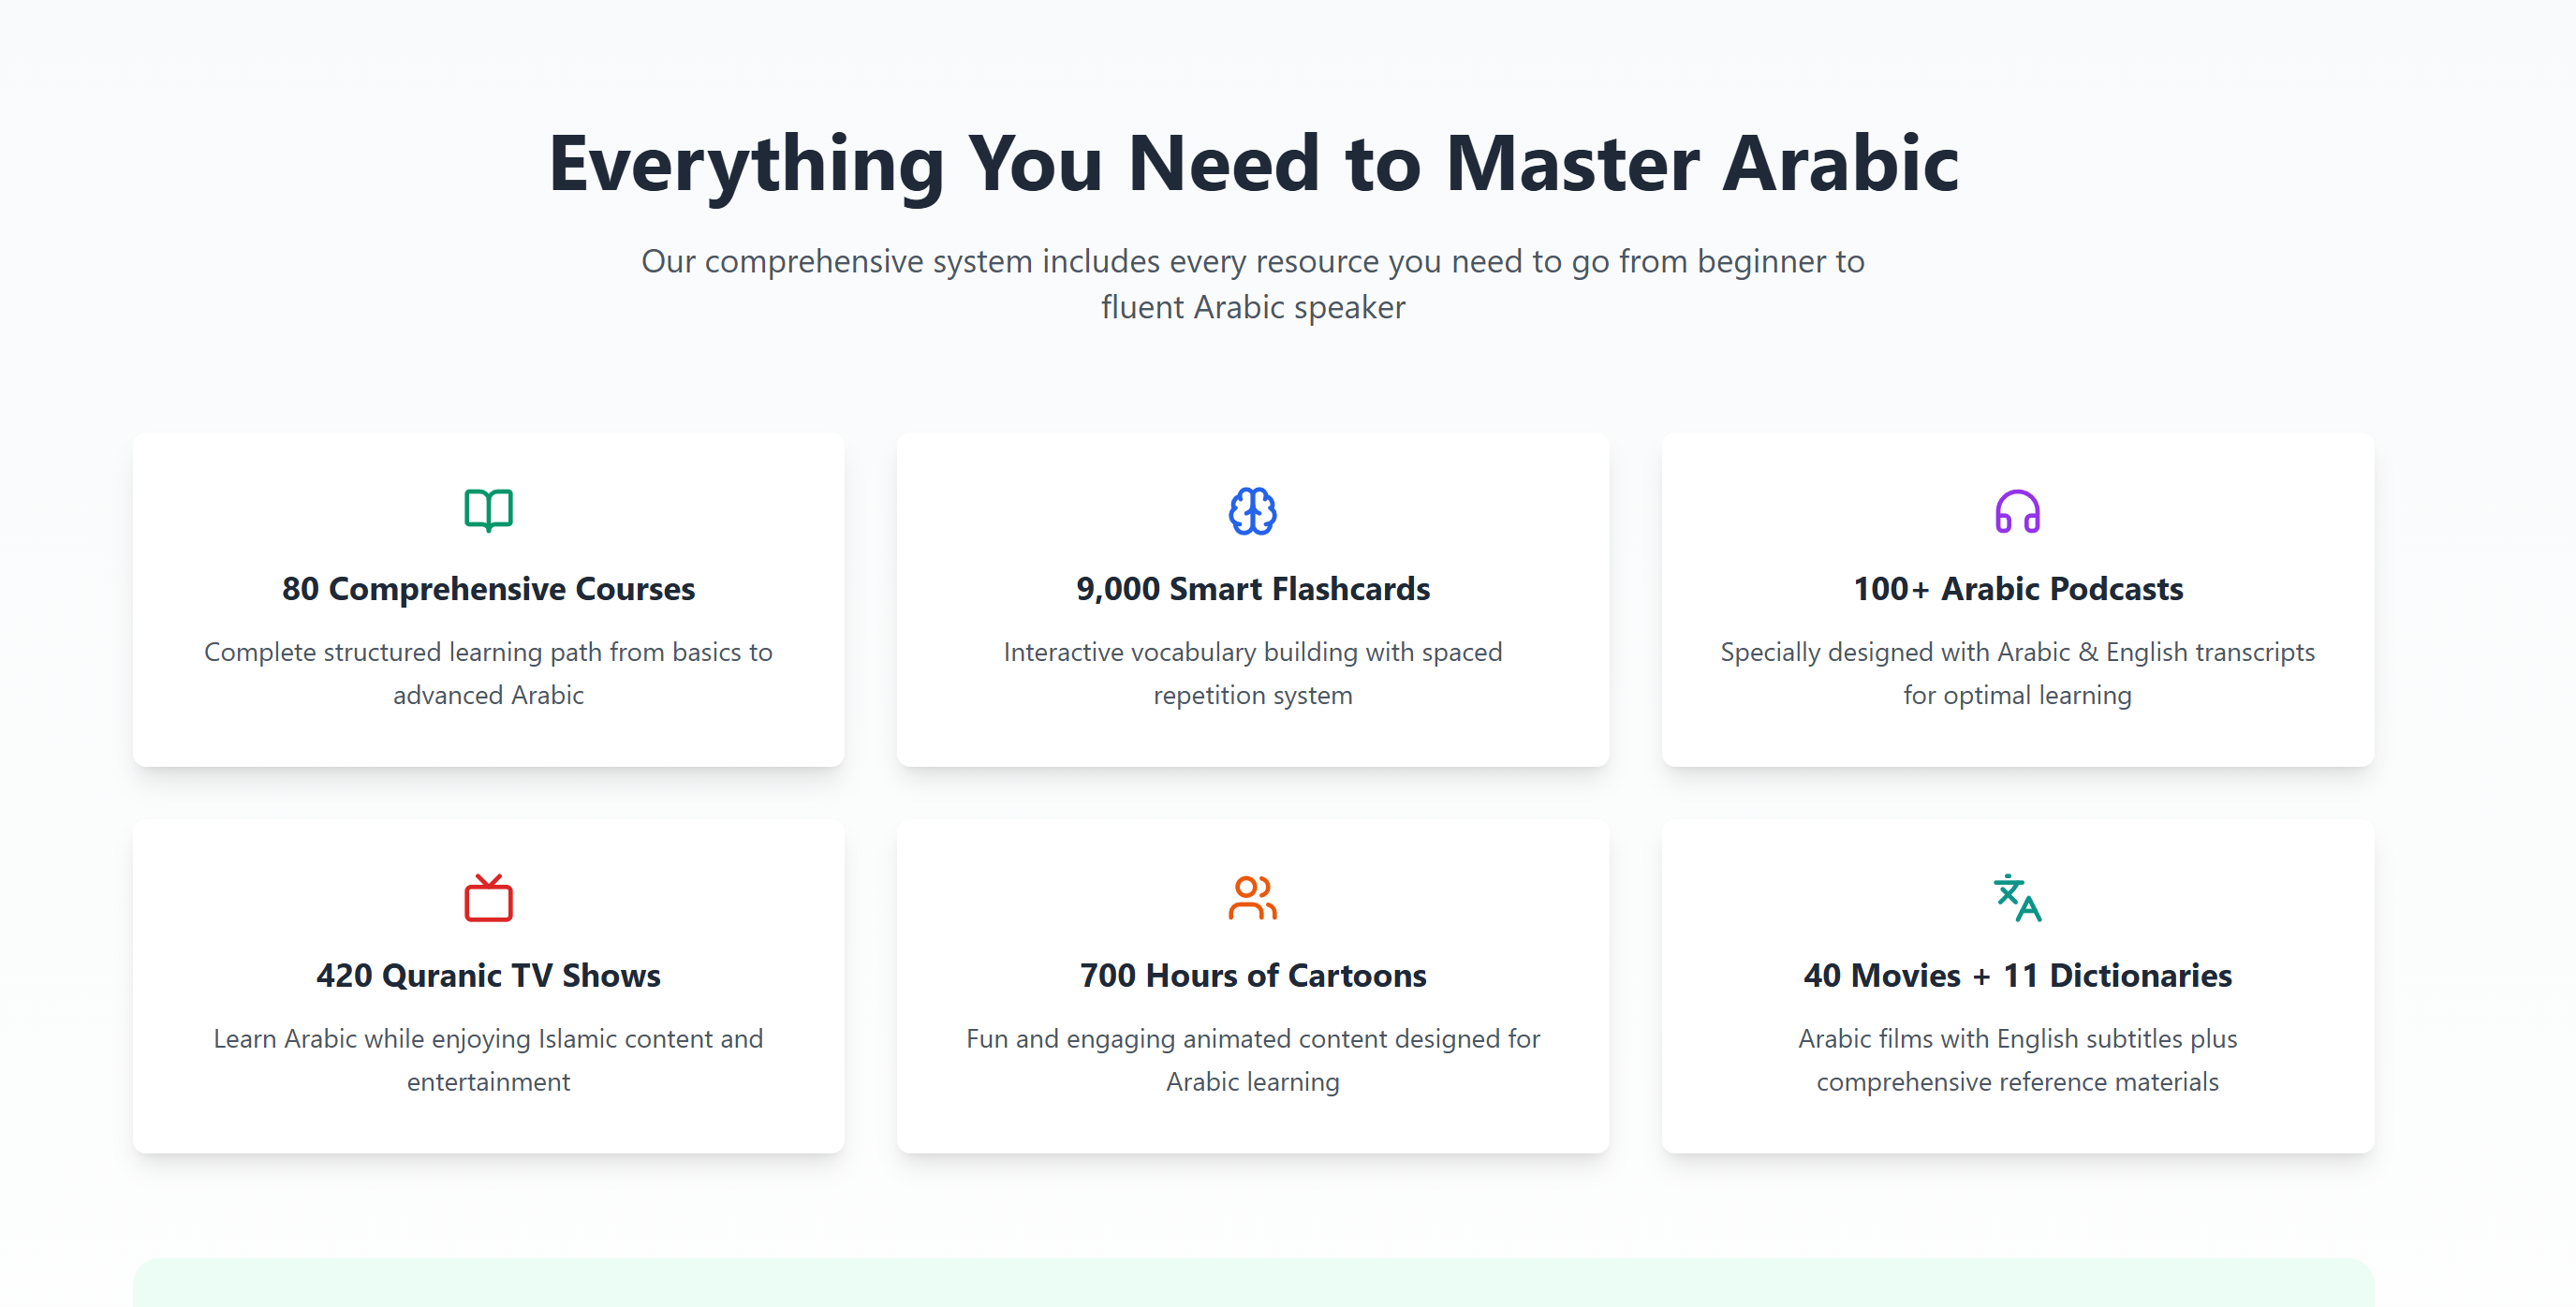 Everything You Need to Master Arabic
Our comprehensive system includes every resource you need to go from beginner to
fluent Arabic speaker
80 Comprehensive Courses
Complete structured learning path from basics to
advanced Arabic
9,000 Smart Flashcards
Interactive vocabulary building with spaced
repetition system
100+ Arabic Podcasts
Specially designed with Arabic & English transcripts
for optimal learning
420 Quranic TV Shows
Learn Arabic while enjoying Islamic content and
entertainment
700 Hours of Cartoons
Fun and engaging animated content designed for
Arabic learning
40 Movies + 11 Dictionaries
Arabic films with English subtitles plus
comprehensive reference materials